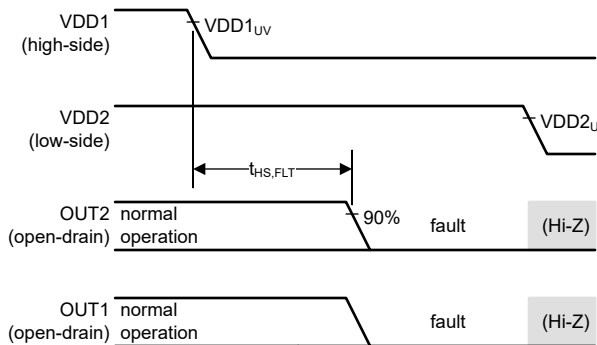 VDD1
(high-side)
VDD1UV
VDD2
(low-side)
VDD2U
tHS,FLT
OUT2
(open-drain)
normal
operation
90%
fault
(Hi-Z)
OUT1
(open-drain)
normal
operation
fault
(Hi-Z)